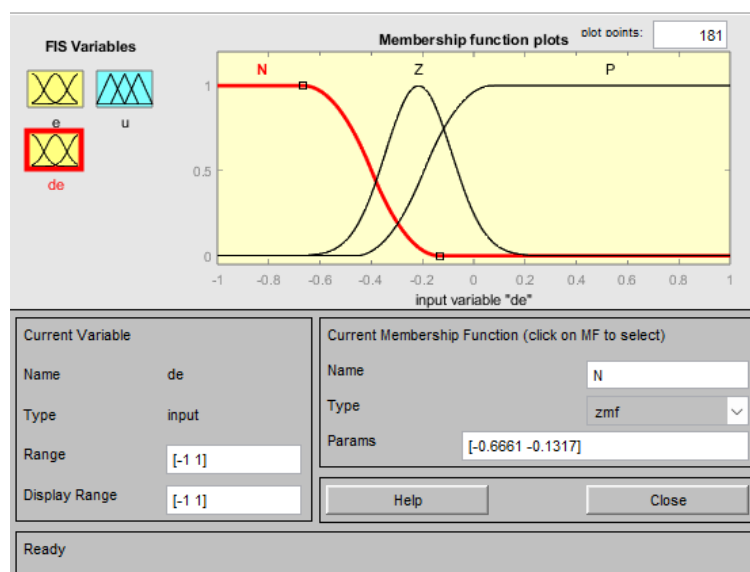 FIS Variables
Membership function plots
plot points:
181
N
Z
P
e
u
de
1
0.5
0
-1 -0.8 -0.6 -0.4 -0.2 0 0.2 0.4 0.6 0.8 1
input variable "de"
Current Variable
Name de
Type input
Range [-1 1]
Display Range [-1 1]
Current Membership Function (click on MF to select)
Name N
Type zmf
Params [-0.6661 -0.1317]
Help Close
Ready